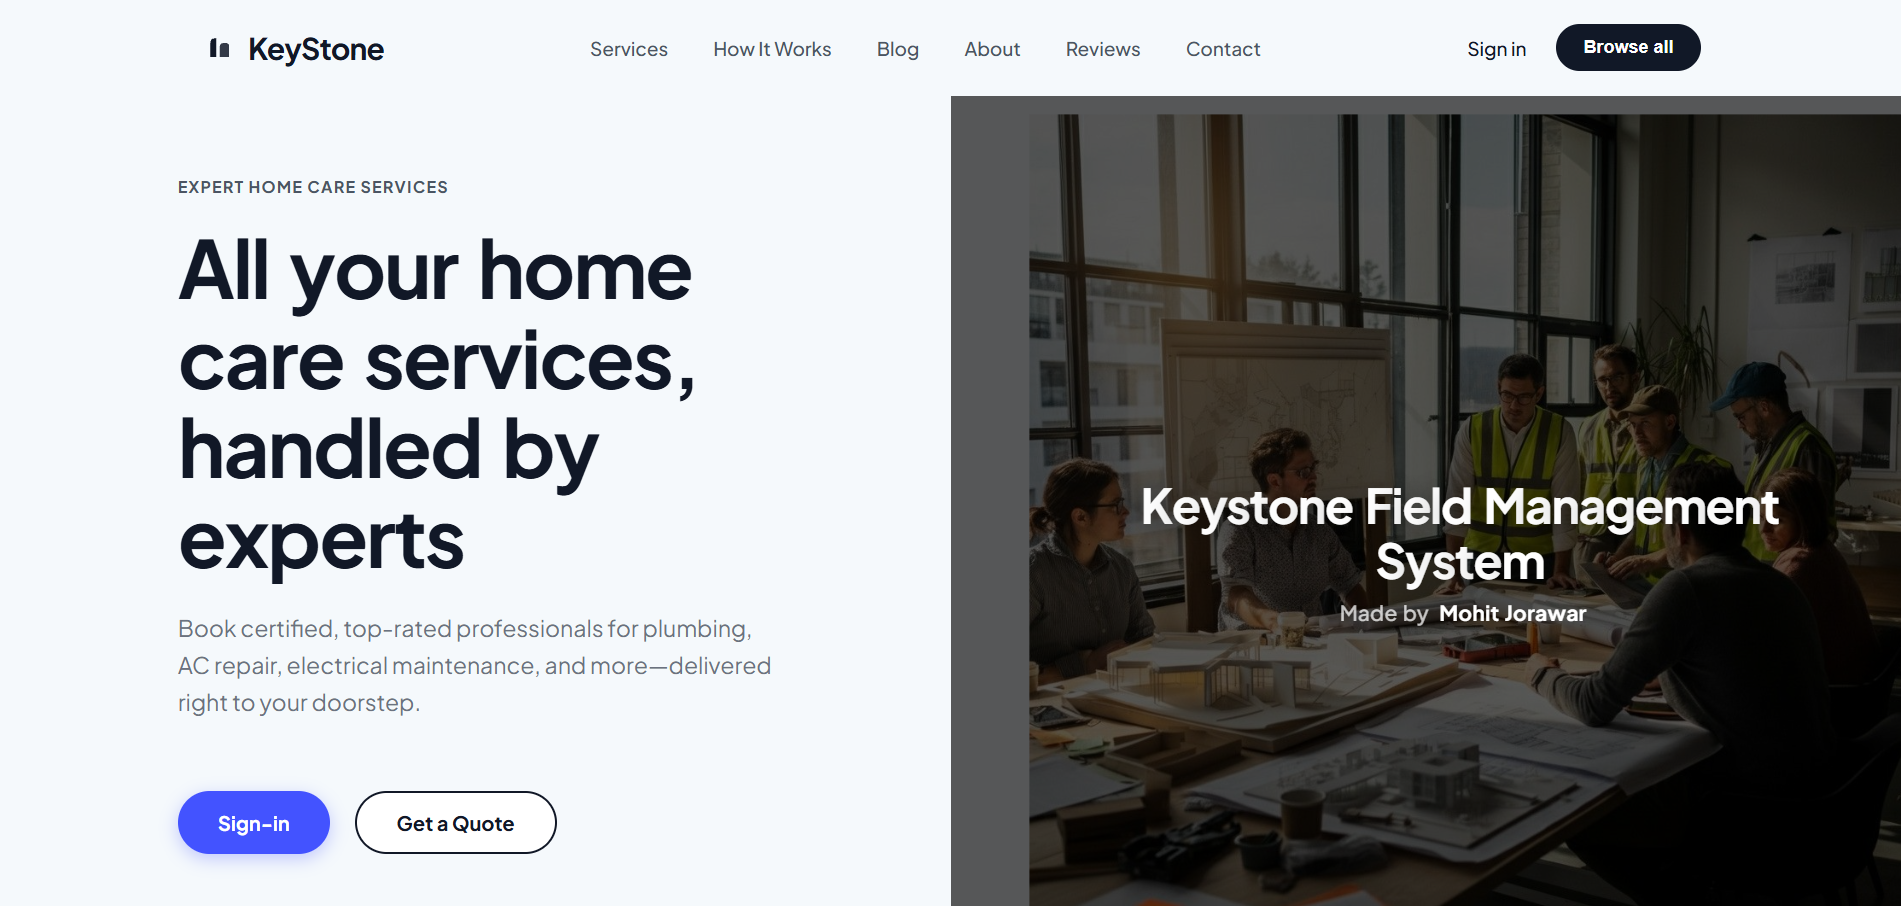 KeyStone
Services
How It Works
Blog
About
Reviews
Contact
Sign in
Browse all
EXPERT HOME CARE SERVICES
All your home
care services,
handled by
experts
Book certified, top-rated professionals for plumbing,
AC repair, electrical maintenance, and more—delivered
right to your doorstep.
Sign-in
Get a Quote
Keystone Field Management
System
Made by Mohit Jorawar